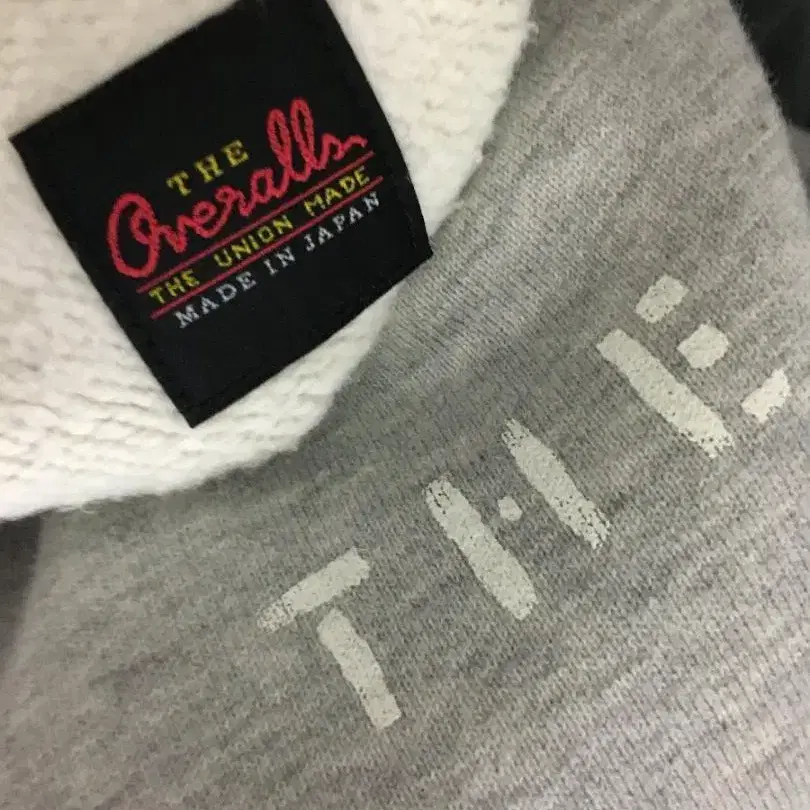 THE
Overalls
THE UNION MADE
MADE IN JAPAN
THE